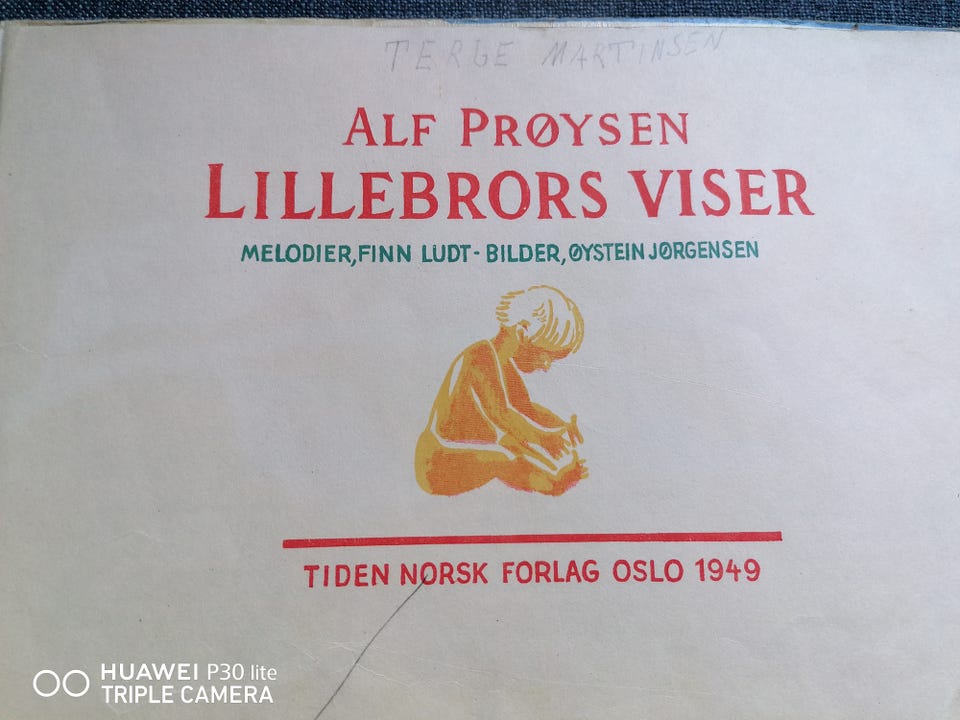 TERGE MARTINSEN
ALF PRØYSEN
LILLEBRORS VISER
MELODIER, FINN LUDT - BILDER, ØYSTEIN JØRGENSEN
TIDEN NORSK FORLAG OSLO 1949
HUAWEI P30 lite
TRIPLE CAMERA